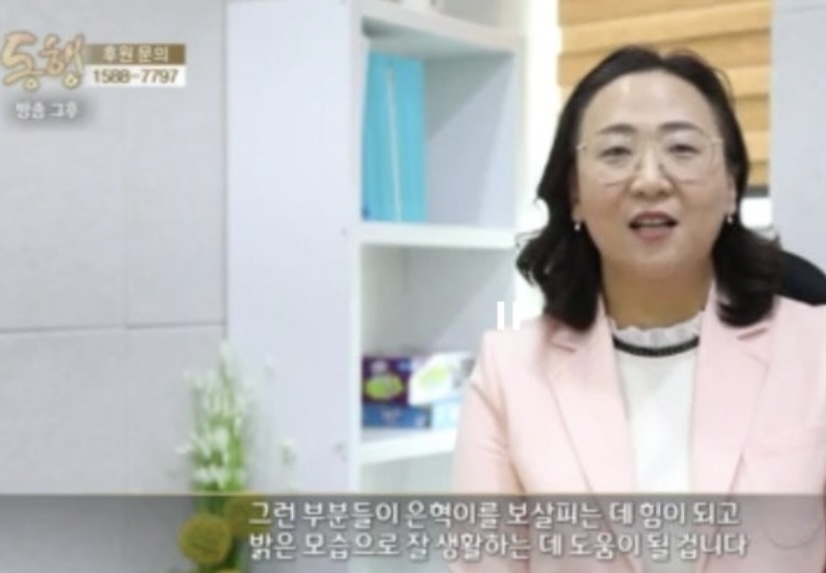 동행
후원 문의
1588-7797
방송 그후
그런 부분들이 은혁이를 보살피는 데 힘이 되고
밝은 모습으로 잘 생활하는 데 도움이 될 겁니다